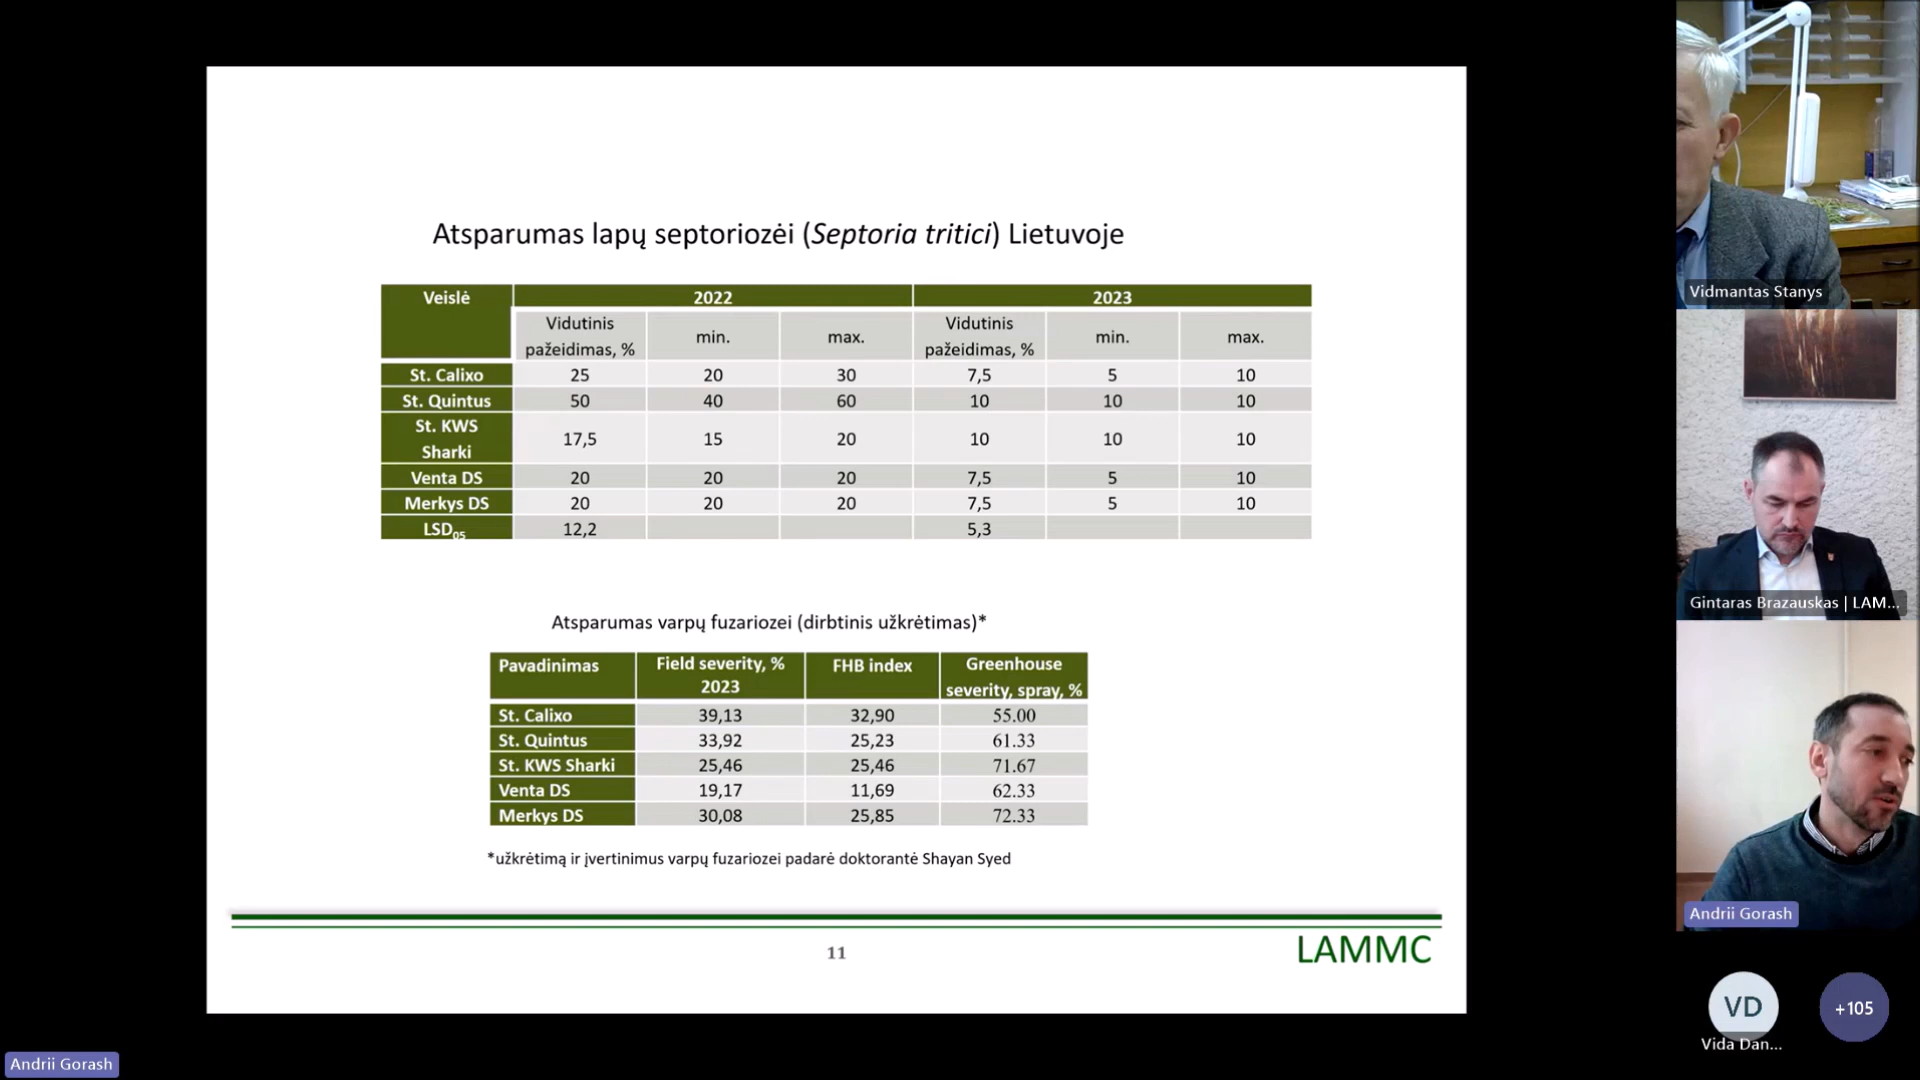 Atsparumas lapų septoriozėi (Septoria tritici) Lietuvoje
Veislė 2022 2023
Vidutinis pažeidimas, % min. max. Vidutinis pažeidimas, % min. max.
St. Calixo 25 20 30 7,5 5 10
St. Quintus 50 40 60 10 10 10
St. KWS Sharki 17,5 15 20 10 10 10
Venta DS 20 20 20 7,5 5 10
Merkys DS 20 20 20 7,5 5 10
LSD05 12,2 5,3
Atsparumas varpų fuzariozei (dirbtinis užkrėtimas)*
Pavadinimas Field severity, % 2023 FHB index Greenhouse severity, spray, %
St. Calixo 39,13 32,90 55.00
St. Quintus 33,92 25,23 61.33
St. KWS Sharki 25,46 25,46 71.67
Venta DS 19,17 11,69 62.33
Merkys DS 30,08 25,85 72.33
*užkrėtimą ir įvertinimus varpų fuzariozei padarė doktorantė Shayan Syed
11
LAMMC
Vidmantas Stanys
Gintaras Brazauskas | LAM...
Andrii Gorash
VD
+105
Vida Dan...
Andrii Gorash